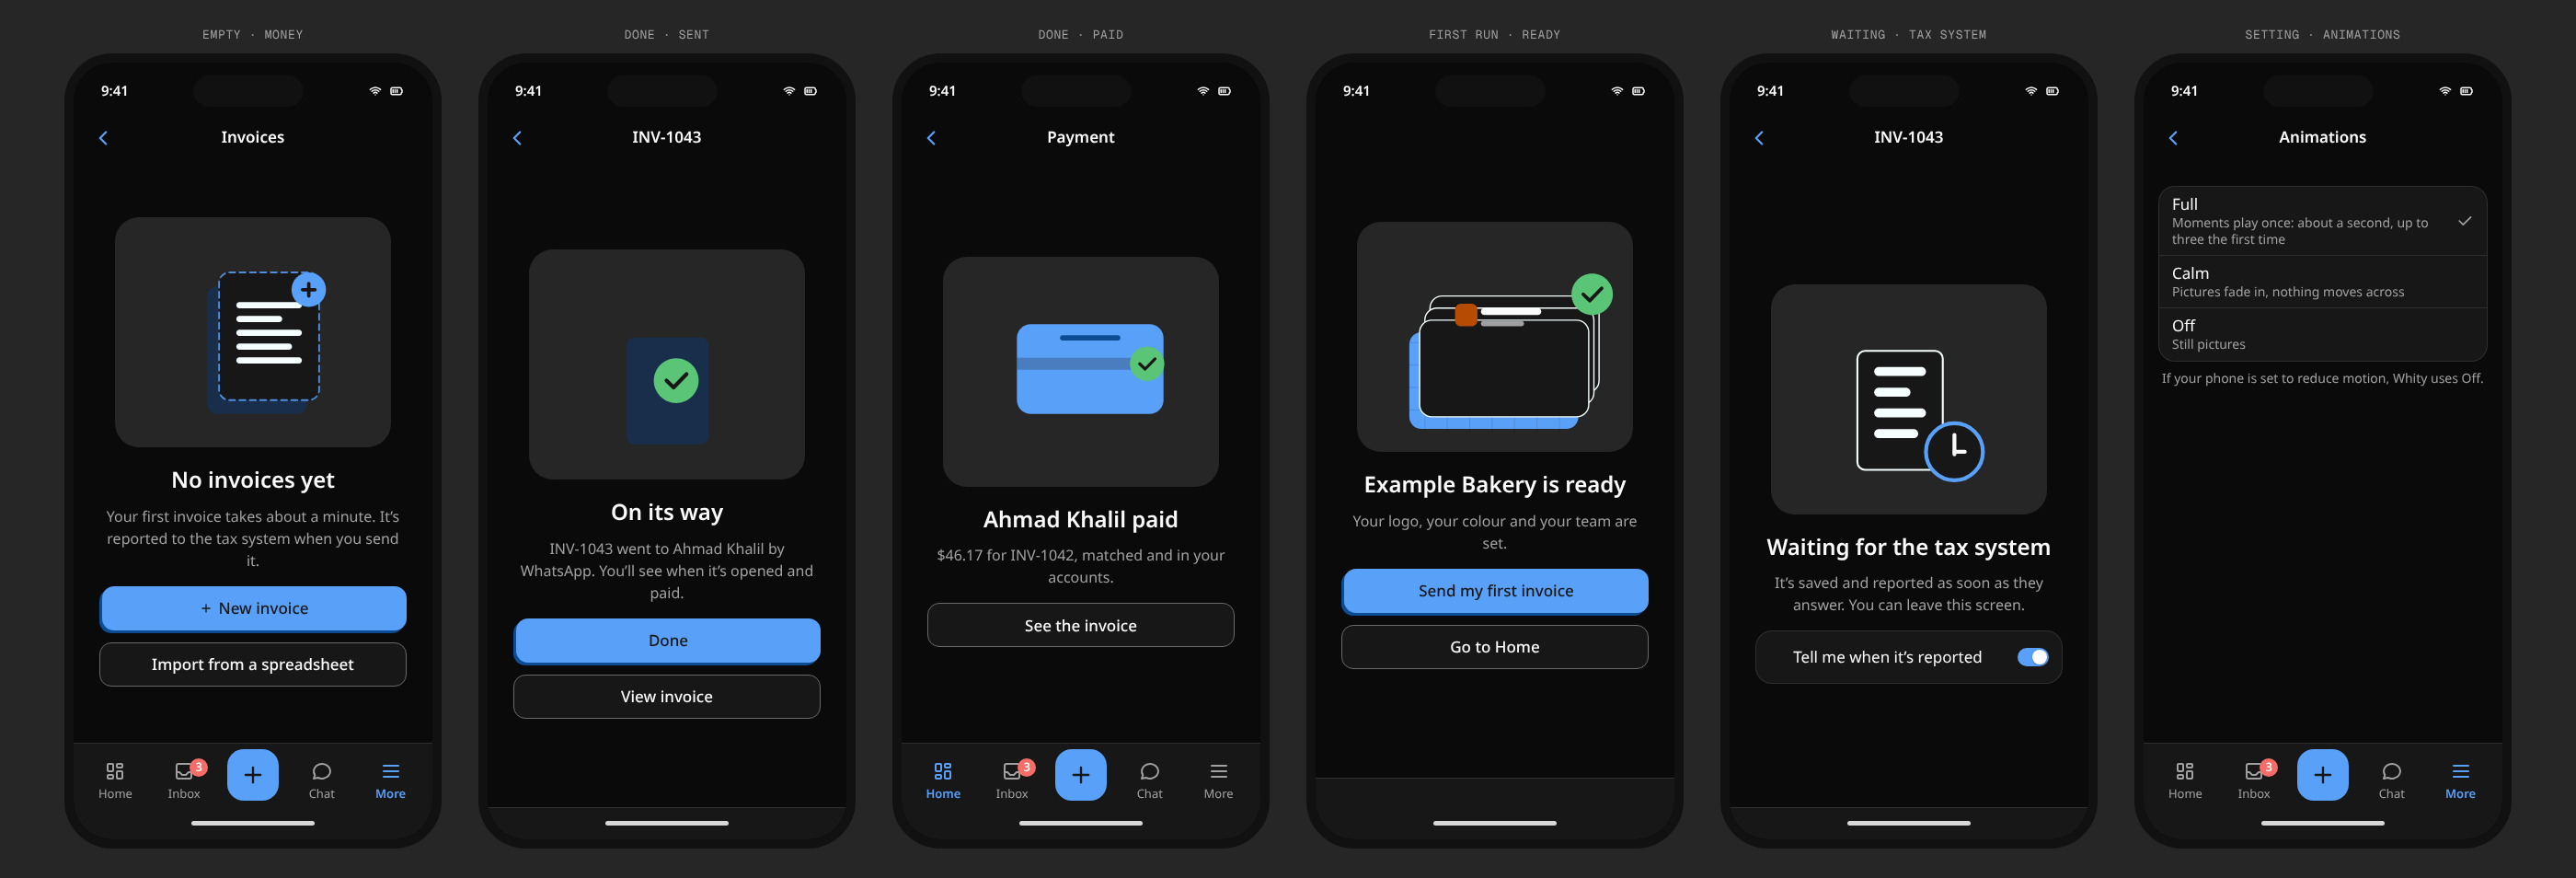 EMPTY · MONEY
9:41
Invoices
No invoices yet
Your first invoice takes about a minute. It’s
reported to the tax system when you send
it.
+ New invoice
Import from a spreadsheet
Home
Inbox
3
Chat
More
DONE · SENT
9:41
INV-1043
On its way
INV-1043 went to Ahmad Khalil by
WhatsApp. You’ll see when it’s opened and
paid.
Done
View invoice
DONE · PAID
9:41
Payment
Ahmad Khalil paid
$46.17 for INV-1042, matched and in your
accounts.
See the invoice
Home
Inbox
3
Chat
More
FIRST RUN · READY
9:41
Example Bakery is ready
Your logo, your colour and your team are
set.
Send my first invoice
Go to Home
WAITING · TAX SYSTEM
9:41
INV-1043
Waiting for the tax system
It’s saved and reported as soon as they
answer. You can leave this screen.
Tell me when it’s reported
SETTING · ANIMATIONS
9:41
Animations
Full
Moments play once: about a second, up to
three the first time
Calm
Pictures fade in, nothing moves across
Off
Still pictures
If your phone is set to reduce motion, Whity uses Off.
Home
Inbox
3
Chat
More